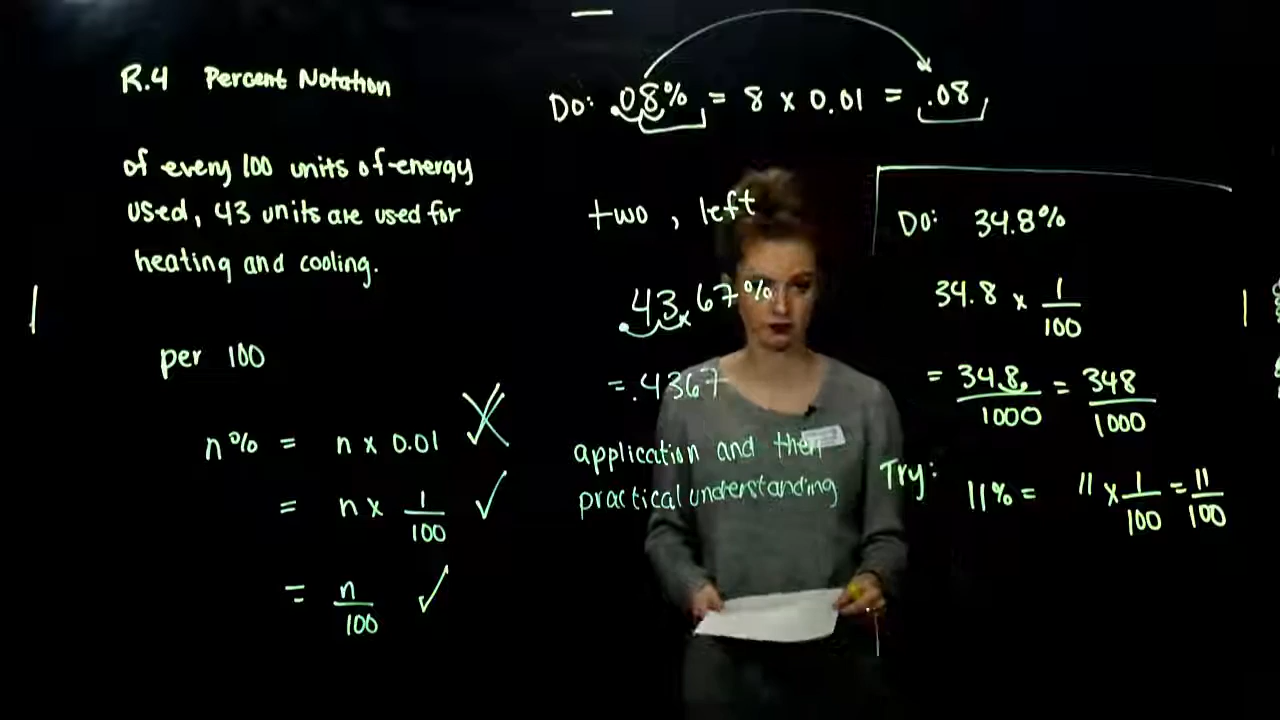 R.4 Percent Notation
of every 100 units of energy
used, 43 units are used for
heating and cooling.
per 100
n% = n x 0.01
= n x 1/100 ✓
= n/100 ✓
Do: .08% = 8 x 0.01 = .08
two, left
.43.67%
= .4367
application and then
practical understanding
Do: 34.8%
34.8 x 1/100
= 34.8./1000 = 348/1000
Try: 11% = 11 x 1/100 = 11/100